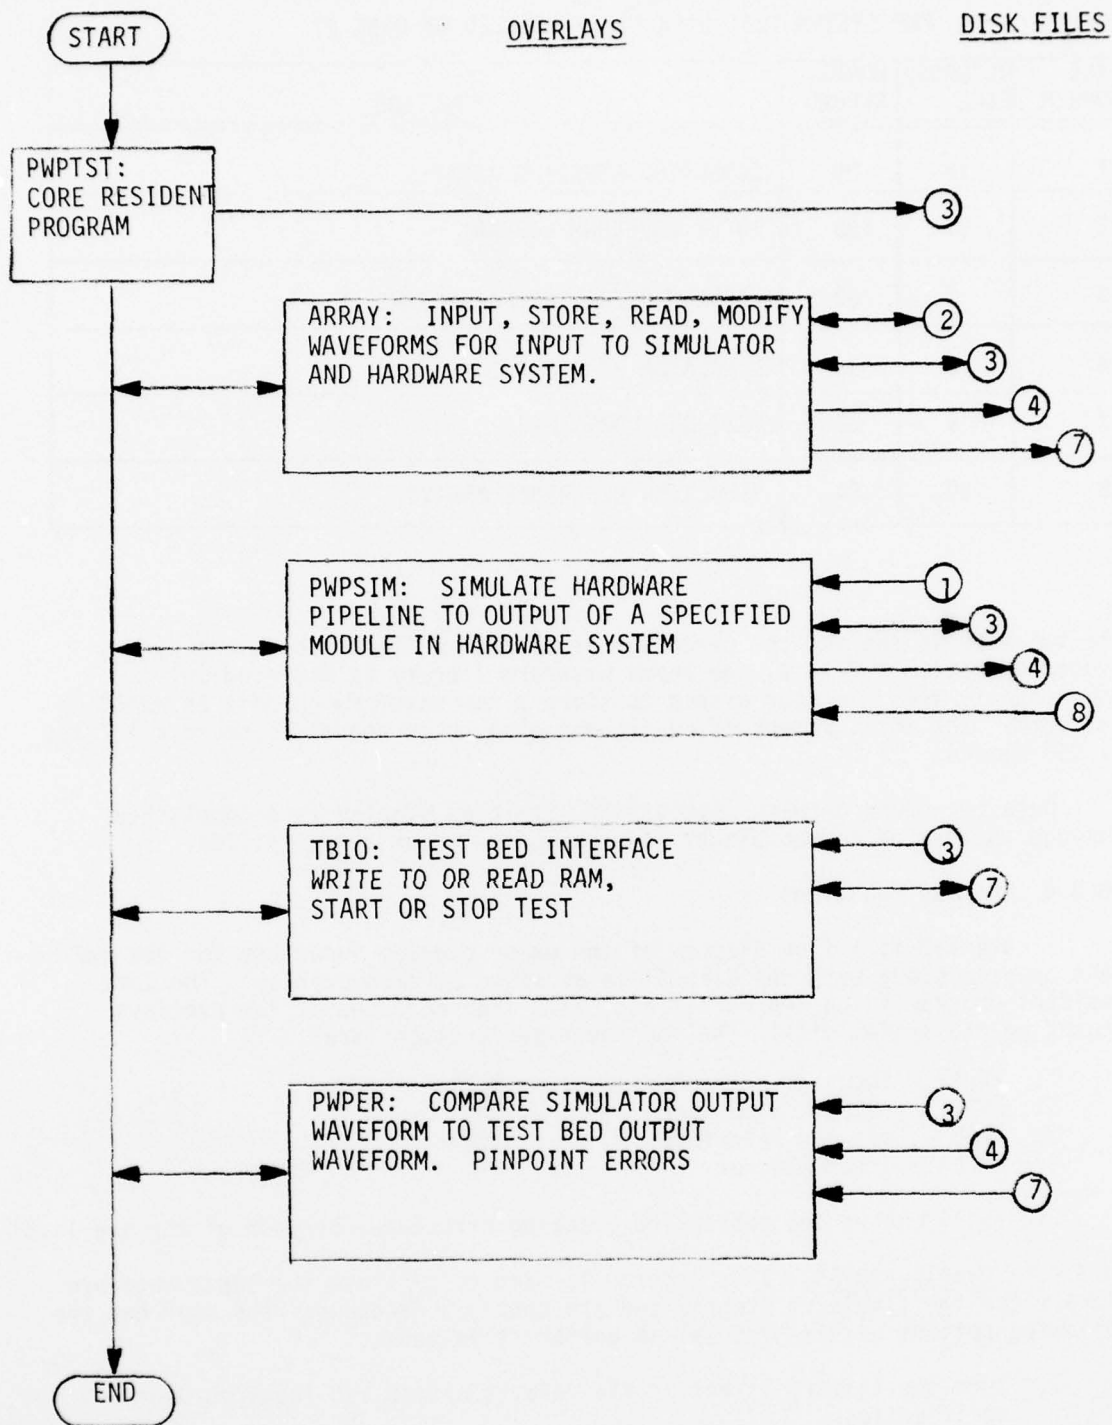 START
OVERLAYS
DISK FILES
PWPTST:
CORE RESIDENT
PROGRAM
3
ARRAY: INPUT, STORE, READ, MODIFY
WAVEFORMS FOR INPUT TO SIMULATOR
AND HARDWARE SYSTEM.
2
3
4
7
PWPSIM: SIMULATE HARDWARE
PIPELINE TO OUTPUT OF A SPECIFIED
MODULE IN HARDWARE SYSTEM
1
3
4
8
TBIO: TEST BED INTERFACE
WRITE TO OR READ RAM,
START OR STOP TEST
3
7
PWPER: COMPARE SIMULATOR OUTPUT
WAVEFORM TO TEST BED OUTPUT
WAVEFORM. PINPOINT ERRORS
3
4
7
END